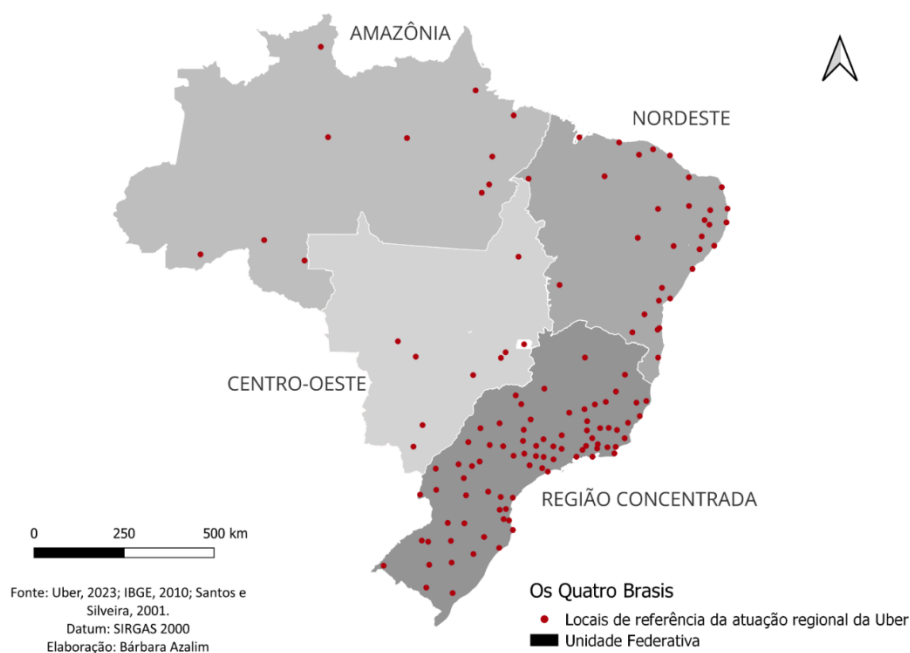 AMAZÔNIA
NORDESTE
CENTRO-OESTE
REGIÃO CONCENTRADA
0 250 500 km
Fonte: Uber, 2023; IBGE, 2010; Santos e
Silveira, 2001.
Datum: SIRGAS 2000
Elaboração: Bárbara Azalim
Os Quatro Brasis
Locais de referência da atuação regional da Uber
Unidade Federativa